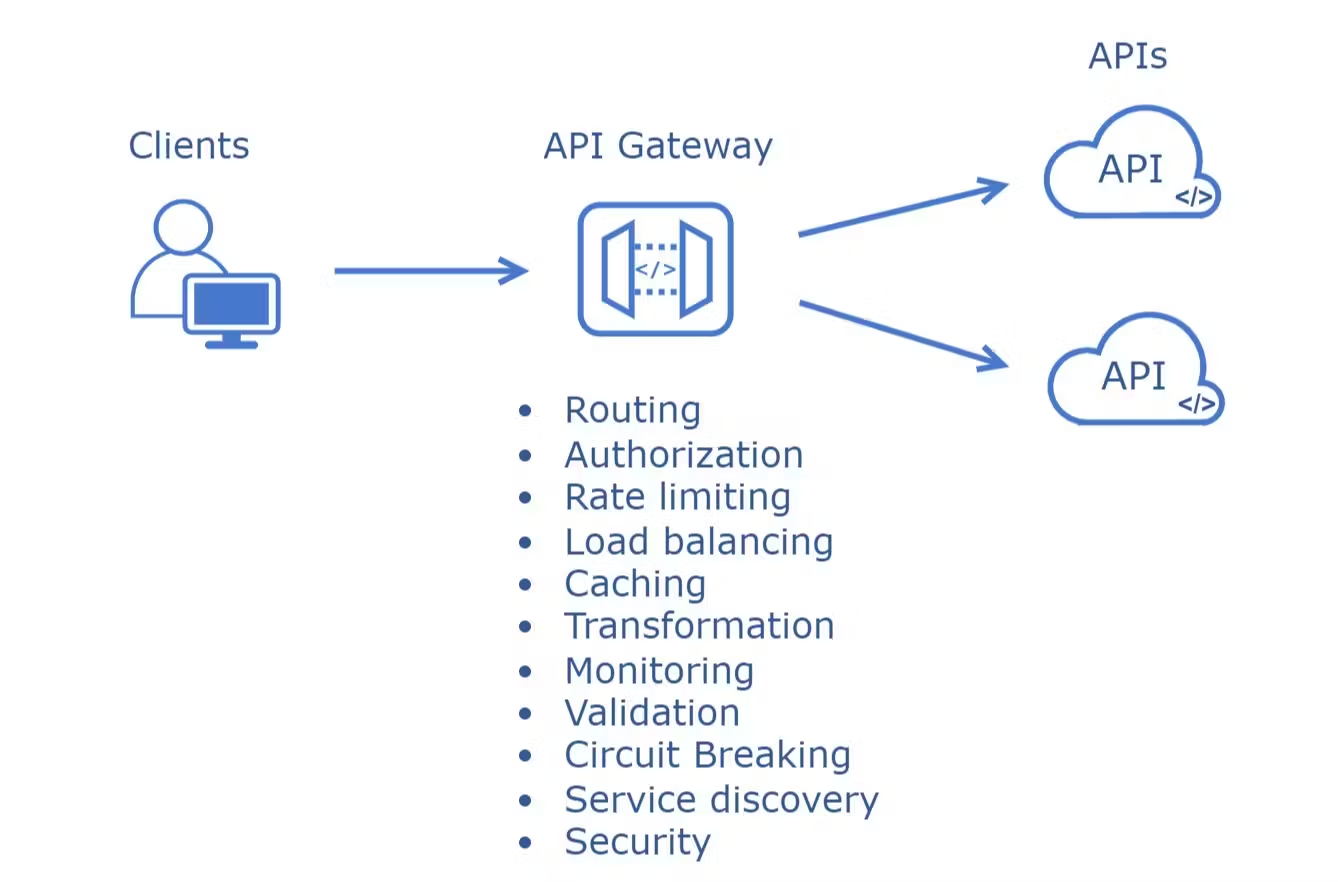 APIs
Clients
API Gateway
API
</>
</>
API
</>
• Routing
• Authorization
• Rate limiting
• Load balancing
• Caching
• Transformation
• Monitoring
• Validation
• Circuit Breaking
• Service discovery
• Security